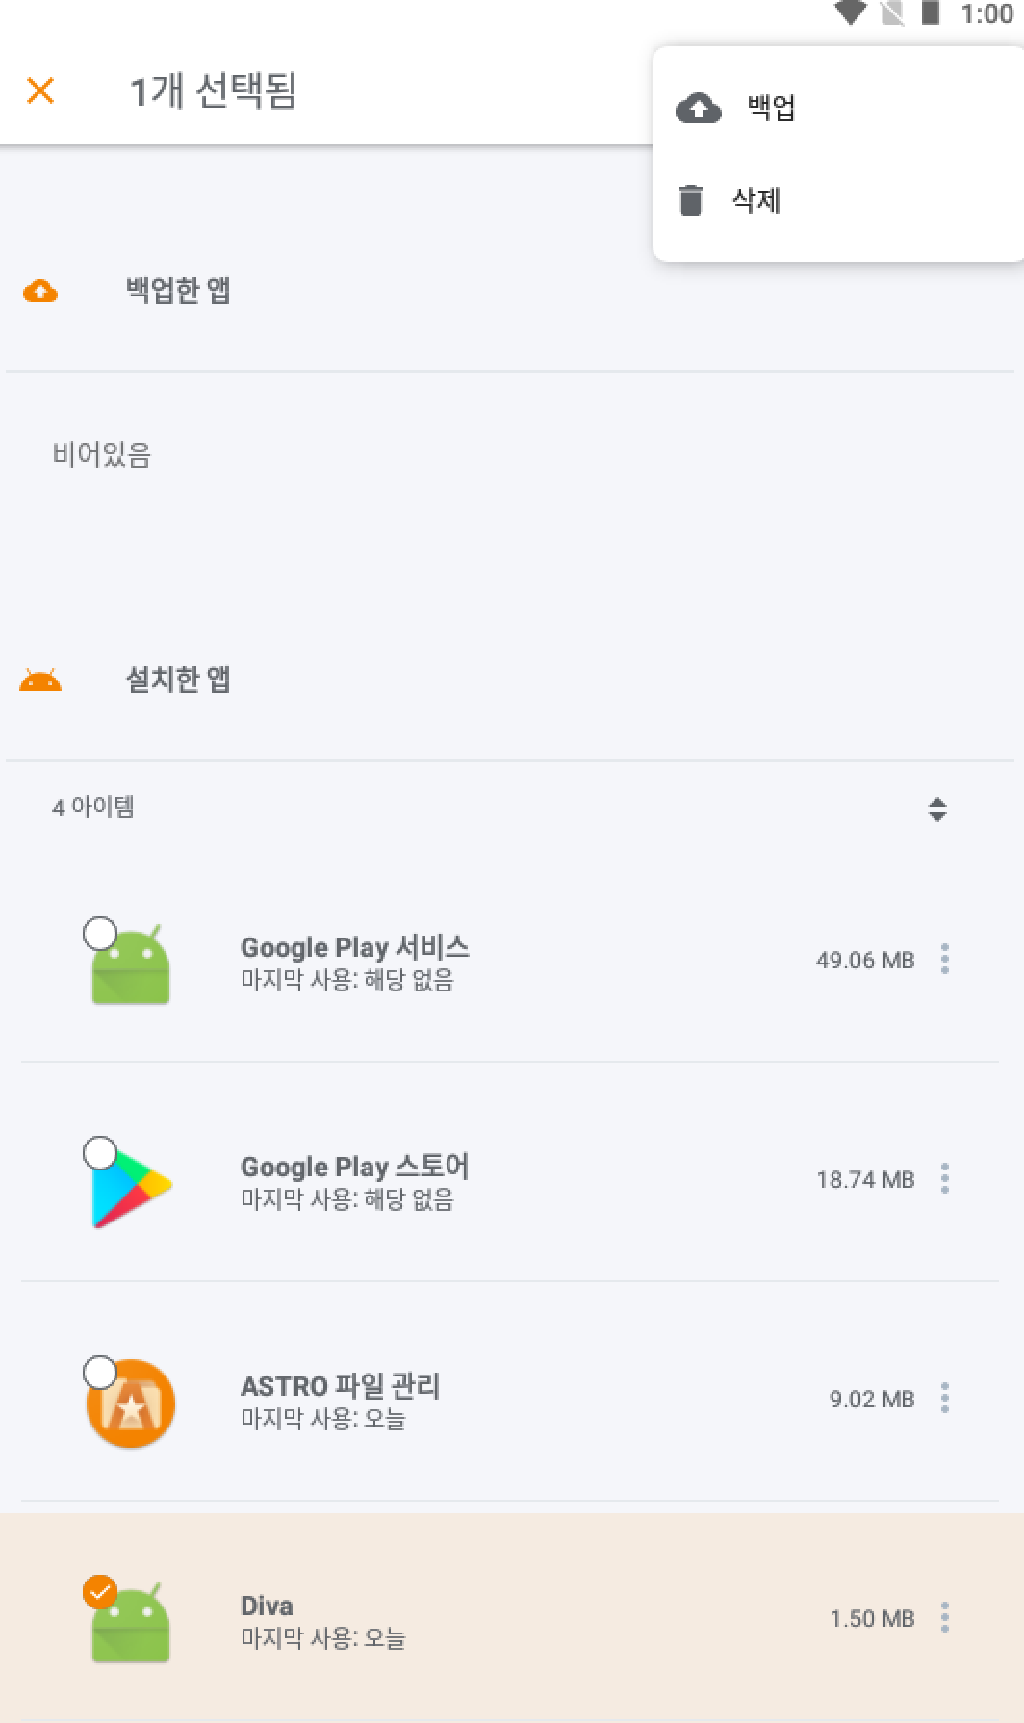 1:00
1개 선택됨
백업
삭제
백업한 앱
비어있음
설치한 앱
4 아이템
Google Play 서비스
마지막 사용: 해당 없음
49.06 MB
Google Play 스토어
마지막 사용: 해당 없음
18.74 MB
ASTRO 파일 관리
마지막 사용: 오늘
9.02 MB
Diva
마지막 사용: 오늘
1.50 MB